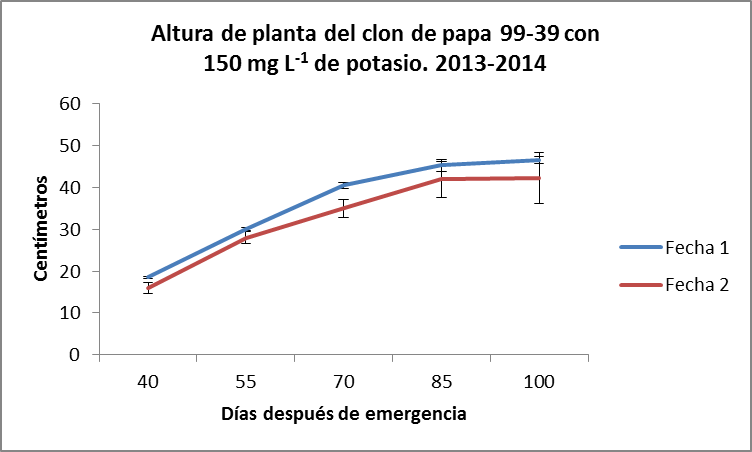 Altura de planta del clon de papa 99-39 con
150 mg L-1 de potasio. 2013-2014
60
50
40
30
20
10
0
Centímetros
40 55 70 85 100
Días después de emergencia
Fecha 1
Fecha 2